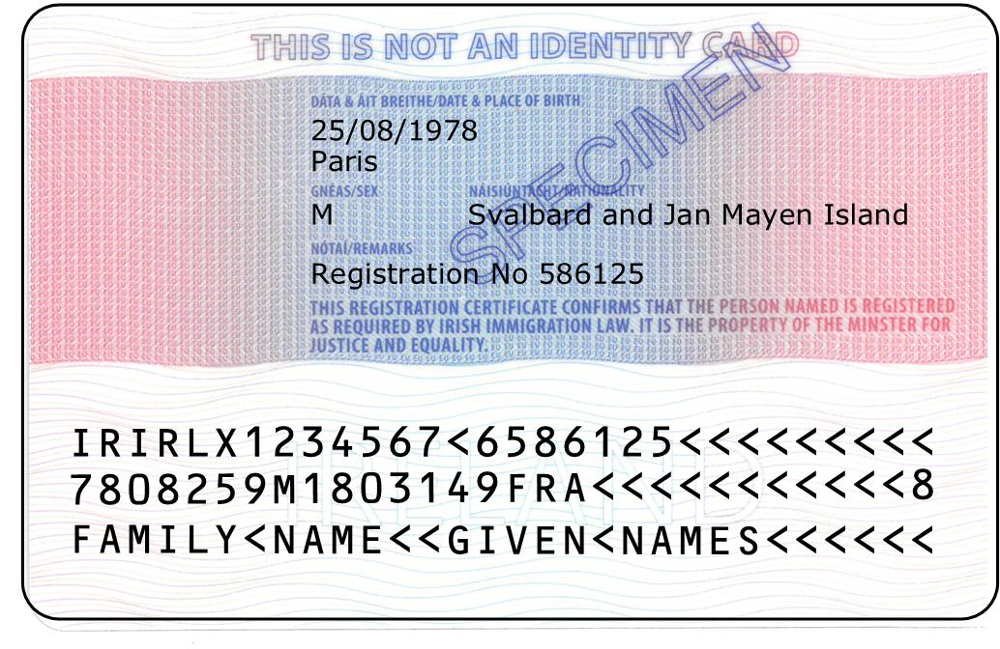 THIS IS NOT AN IDENTITY CARD
SPECIMEN
DÁTA & ÁIT BREITHE/DATE & PLACE OF BIRTH
25/08/1978
Paris
GNÉAS/SEX NÁISIÚNTACHT/NATIONALITY
M Svalbard and Jan Mayen Island
NÓTAÍ/REMARKS
Registration No 586125
THIS REGISTRATION CERTIFICATE CONFIRMS THAT THE PERSON NAMED IS REGISTERED
AS REQUIRED BY IRISH IMMIGRATION LAW. IT IS THE PROPERTY OF THE MINSTER FOR
JUSTICE AND EQUALITY.
IRIRLX1234567<6586125<<<<<<<<<
7808259M1803149FRA<<<<<<<<<<<8
IRELAND
FAMILY<NAME<<GIVEN<NAMES<<<<<<